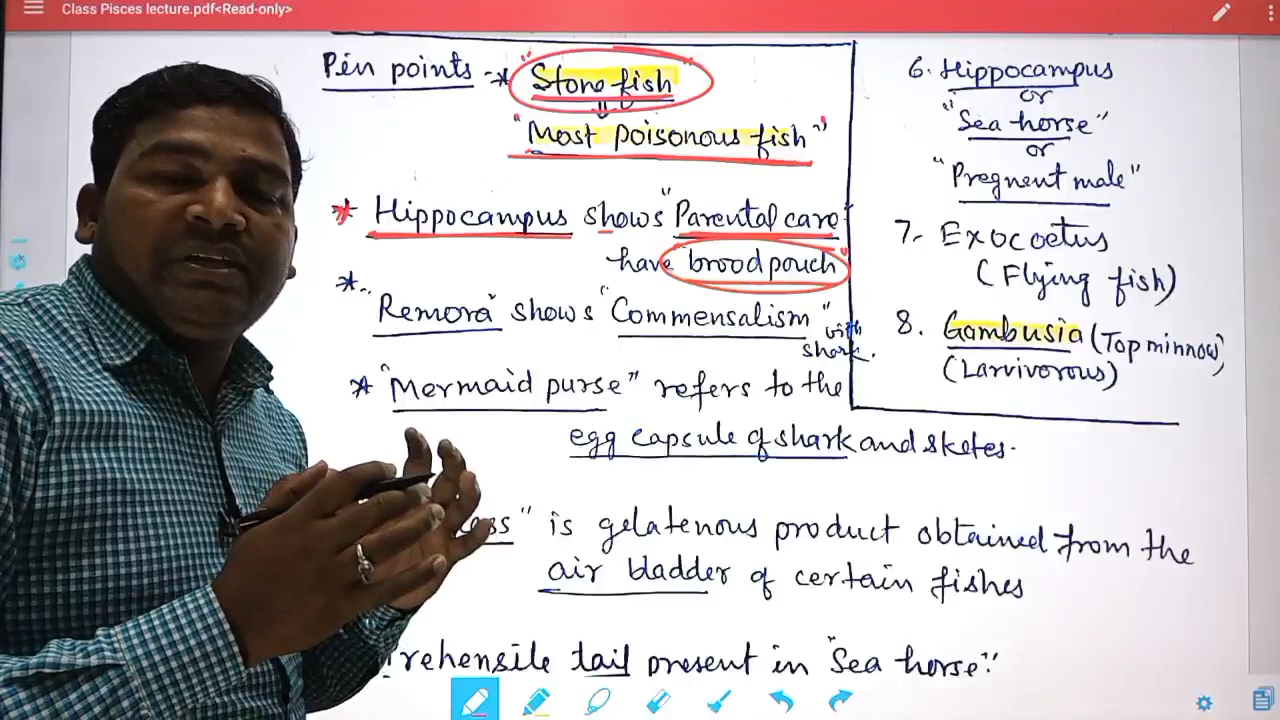 Class Pisces lecture.pdf<Read-only>
Pin points :- * "Stone fish"
"Most poisonous fish"
* Hippocampus shows "Parental care
have brood pouch"
*.. "Remora" shows "Commensalism" with
shark.
* "Mermaid purse" refers to the
egg capsule of shark and sketes.
" is gelatenous product obtained from the
air bladder of certain fishes
rehensile tail present in "Sea horse".
6. Hippocampus
or
"Sea horse"
or
"Pregnent male"
7. Exocoetus
(Flying fish)
8. Gambusia (Top minnow)
(Larvivorous)